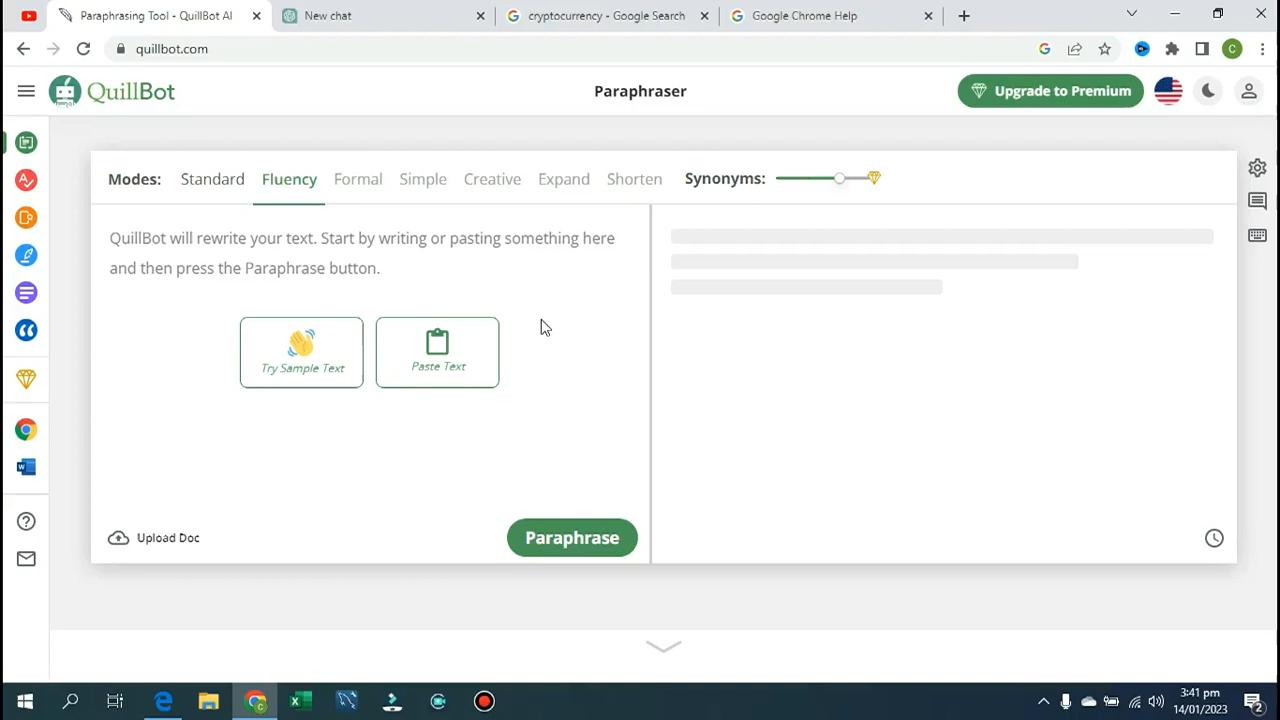 Paraphrasing Tool - QuillBot AI
New chat
cryptocurrency - Google Search
Google Chrome Help
quillbot.com
C
QuillBot
Paraphraser
Upgrade to Premium
Modes:
Standard
Fluency
Formal
Simple
Creative
Expand
Shorten
Synonyms:
QuillBot will rewrite your text. Start by writing or pasting something here
and then press the Paraphrase button.
Try Sample Text
Paste Text
Upload Doc
Paraphrase
3:41 pm
14/01/2023
2